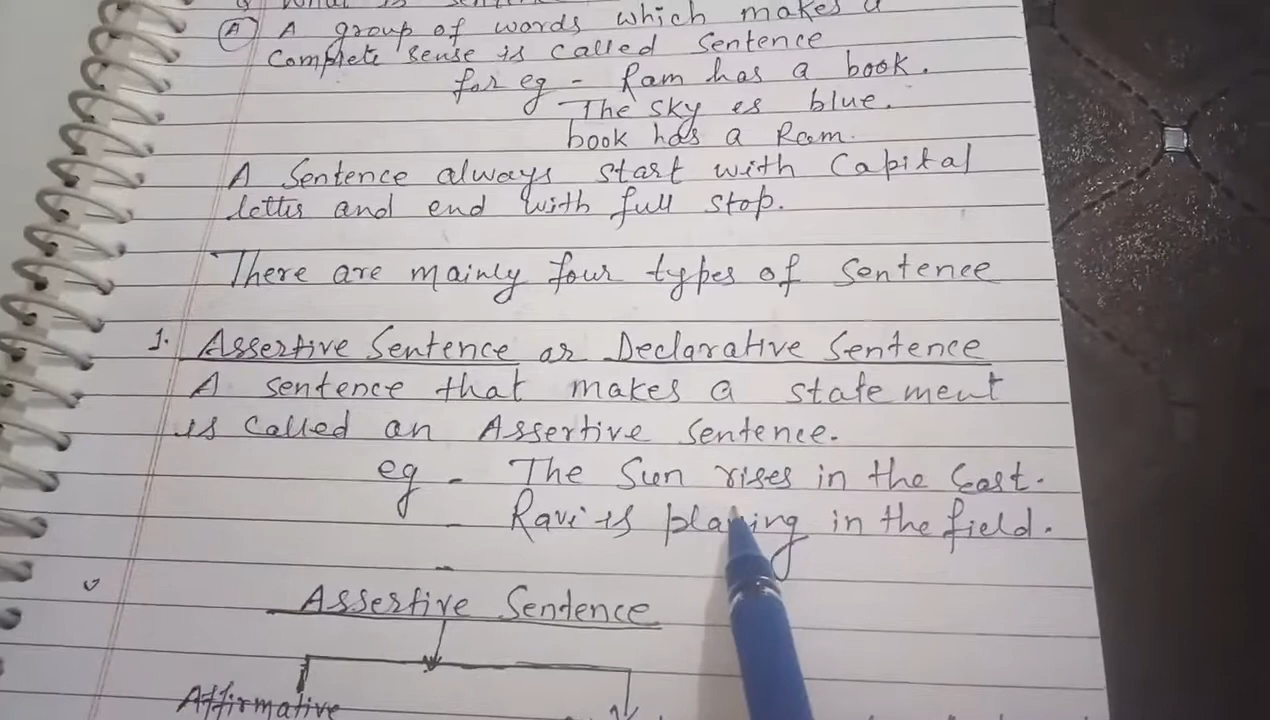 What is sentence
(A) A group of words which makes a
Complete sense is called Sentence
for eg - Ram has a book.
The sky is blue.
book has a Ram.
A Sentence always start with Capital
letter and end with full stop.
There are mainly four types of Sentence
1. Assertive Sentence or Declarative Sentence
A sentence that makes a statement
is Called an Assertive Sentence.
eg - The Sun rises in the East.
- Ravi is playing in the field.
Assertive Sentence
Affirmative